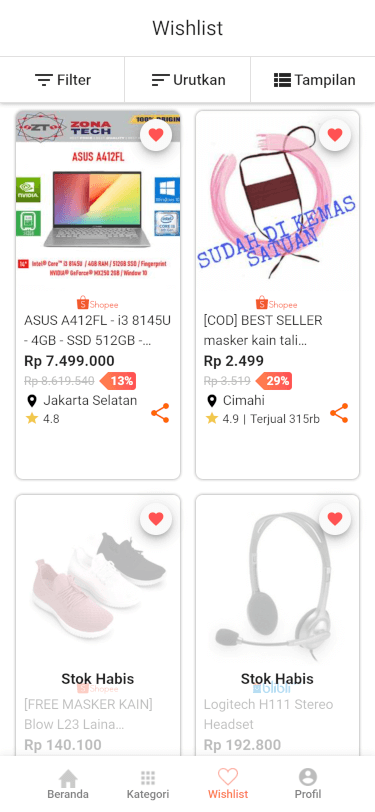 Wishlist
Filter
Urutkan
Tampilan
OZTO
ZONA
TECH
ASUS A412FL
NVIDIA
Windows 10
Intel® Core™ i3 8145U / 4GB RAM / 512GB SSD / Fingerprint
NVIDIA® GeForce® MX250 2GB / Window 10
SUDAH DI KEMAS
SATUAN
Shopee
ASUS A412FL - i3 8145U
- 4GB - SSD 512GB -...
Rp 7.499.000
Rp 8.619.540 13%
Jakarta Selatan
4.8
Shopee
[COD] BEST SELLER
masker kain tali...
Rp 2.499
Rp 3.519 29%
Cimahi
4.9 | Terjual 315rb
Stok Habis
Shopee
[FREE MASKER KAIN]
Blow L23 Laina...
Rp 140.100
Stok Habis
blibli
Logitech H111 Stereo
Headset
Rp 192.800
Beranda
Kategori
Wishlist
Profil